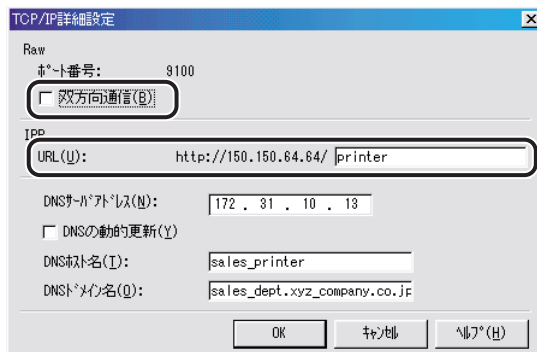 TCP/IP詳細設定
Raw
ﾎﾟｰﾄ番号: 9100
双方向通信(B)
IPP
URL(U): http://150.150.64.64/ printer
DNSｻｰﾊﾞｱﾄﾞﾚｽ(N): 172 . 31 . 10 . 13
DNSの動的更新(Y)
DNSﾎｽﾄ名(T): sales_printer
DNSﾄﾞﾒｲﾝ名(O): sales_dept.xyz_company.co.jp
OK ｷｬﾝｾﾙ ﾍﾙﾌﾟ(H)